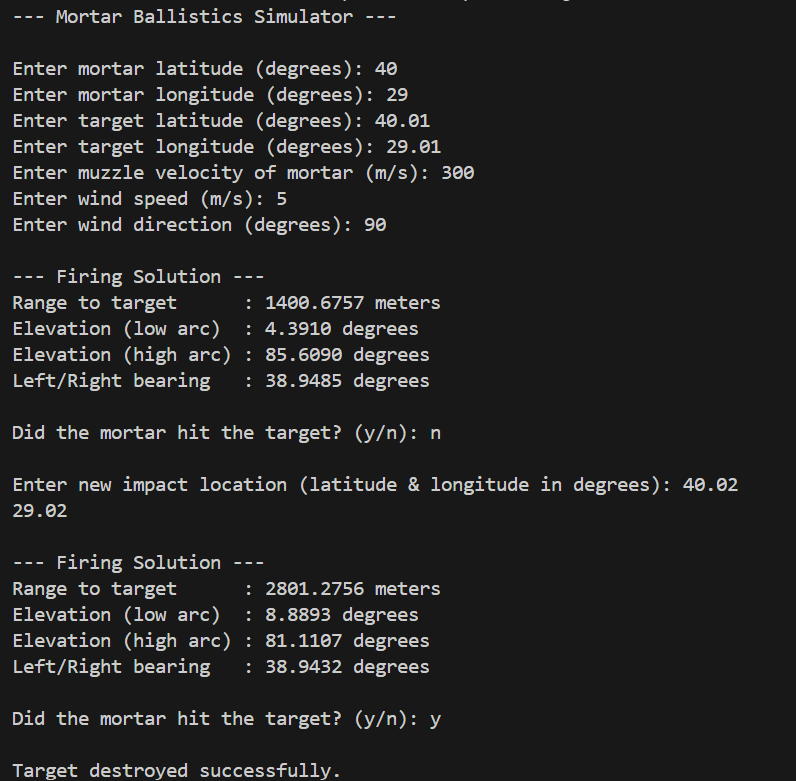 --- Mortar Ballistics Simulator ---
Enter mortar latitude (degrees): 40
Enter mortar longitude (degrees): 29
Enter target latitude (degrees): 40.01
Enter target longitude (degrees): 29.01
Enter muzzle velocity of mortar (m/s): 300
Enter wind speed (m/s): 5
Enter wind direction (degrees): 90
--- Firing Solution ---
Range to target      : 1400.6757 meters
Elevation (low arc)  : 4.3910 degrees
Elevation (high arc) : 85.6090 degrees
Left/Right bearing   : 38.9485 degrees
Did the mortar hit the target? (y/n): n
Enter new impact location (latitude & longitude in degrees): 40.02
29.02
--- Firing Solution ---
Range to target      : 2801.2756 meters
Elevation (low arc)  : 8.8893 degrees
Elevation (high arc) : 81.1107 degrees
Left/Right bearing   : 38.9432 degrees
Did the mortar hit the target? (y/n): y
Target destroyed successfully.